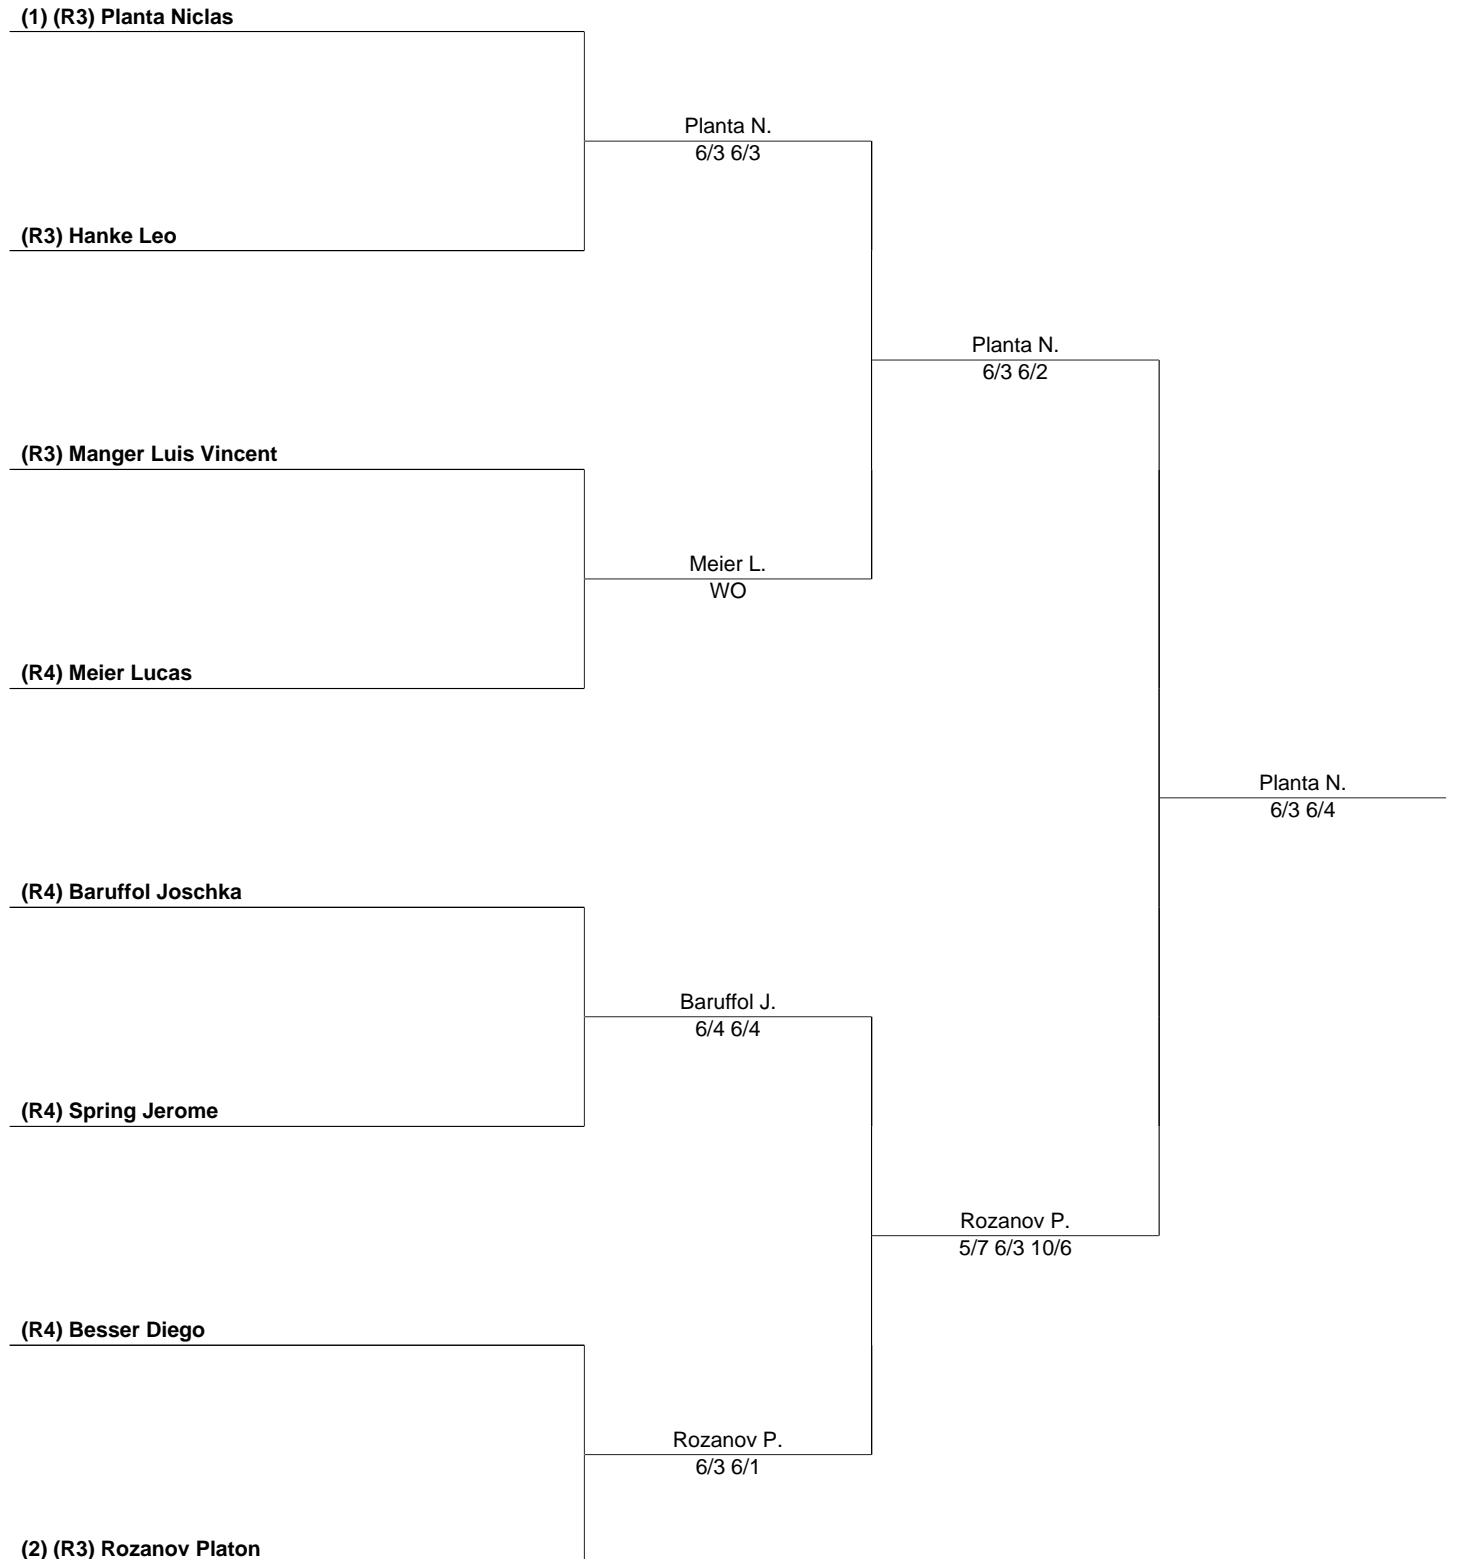 (1) (R3) Planta Niclas
Planta N.
6/3 6/3
(R3) Hanke Leo
Planta N.
6/3 6/2
(R3) Manger Luis Vincent
Meier L.
WO
(R4) Meier Lucas
Planta N.
6/3 6/4
(R4) Baruffol Joschka
Baruffol J.
6/4 6/4
(R4) Spring Jerome
Rozanov P.
5/7 6/3 10/6
(R4) Besser Diego
Rozanov P.
6/3 6/1
(2) (R3) Rozanov Platon